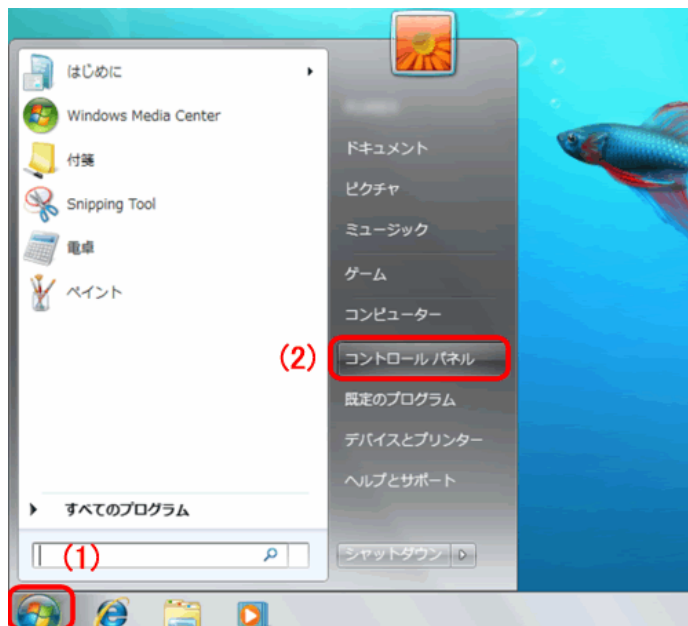 はじめに
Windows Media Center
付箋
Snipping Tool
電卓
ペイント
すべてのプログラム
(1)
ドキュメント
ピクチャ
ミュージック
ゲーム
コンピューター
(2) コントロール パネル
既定のプログラム
デバイスとプリンター
ヘルプとサポート
シャットダウン